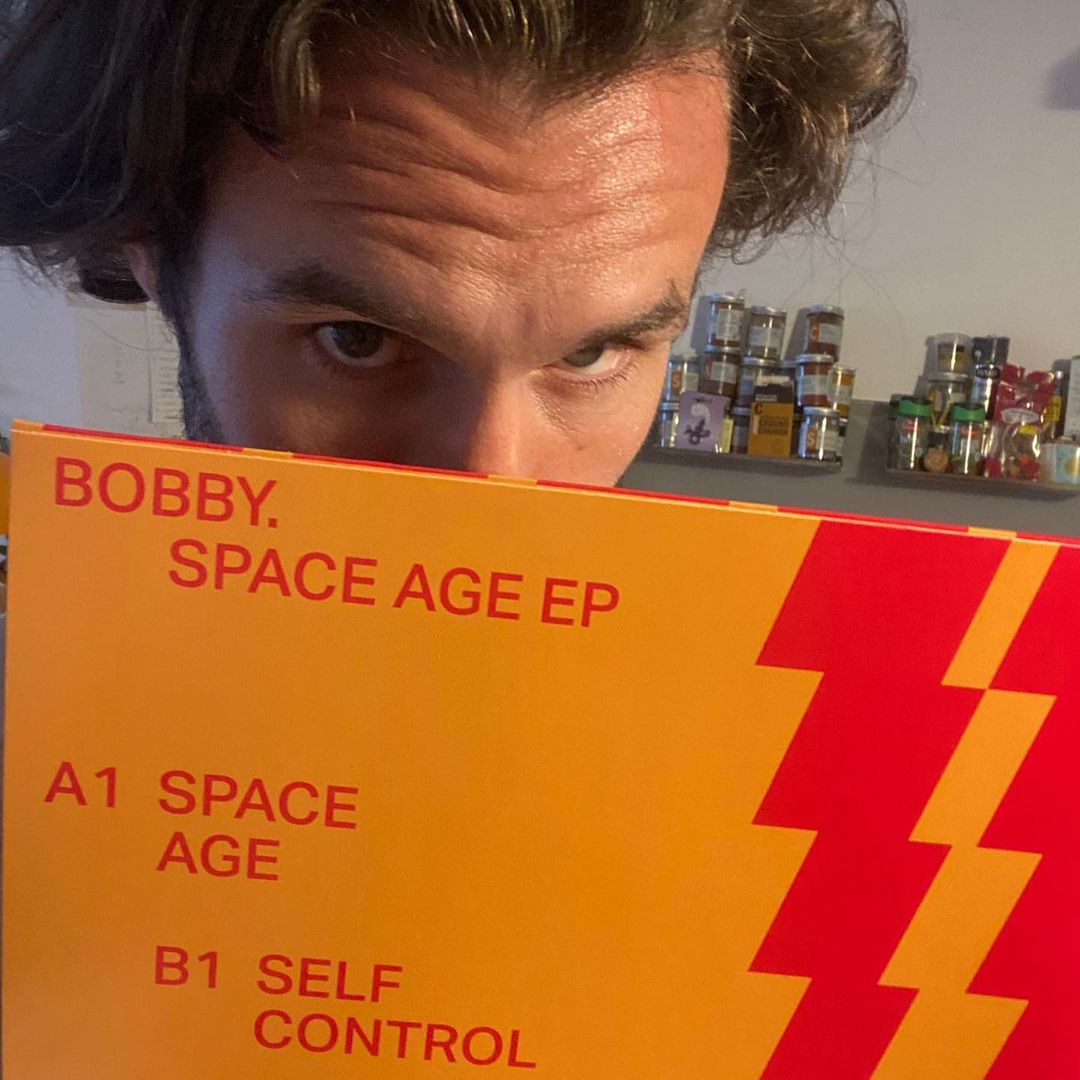 BOBBY.
SPACE AGE EP
A1 SPACE
AGE
B1 SELF
CONTROL